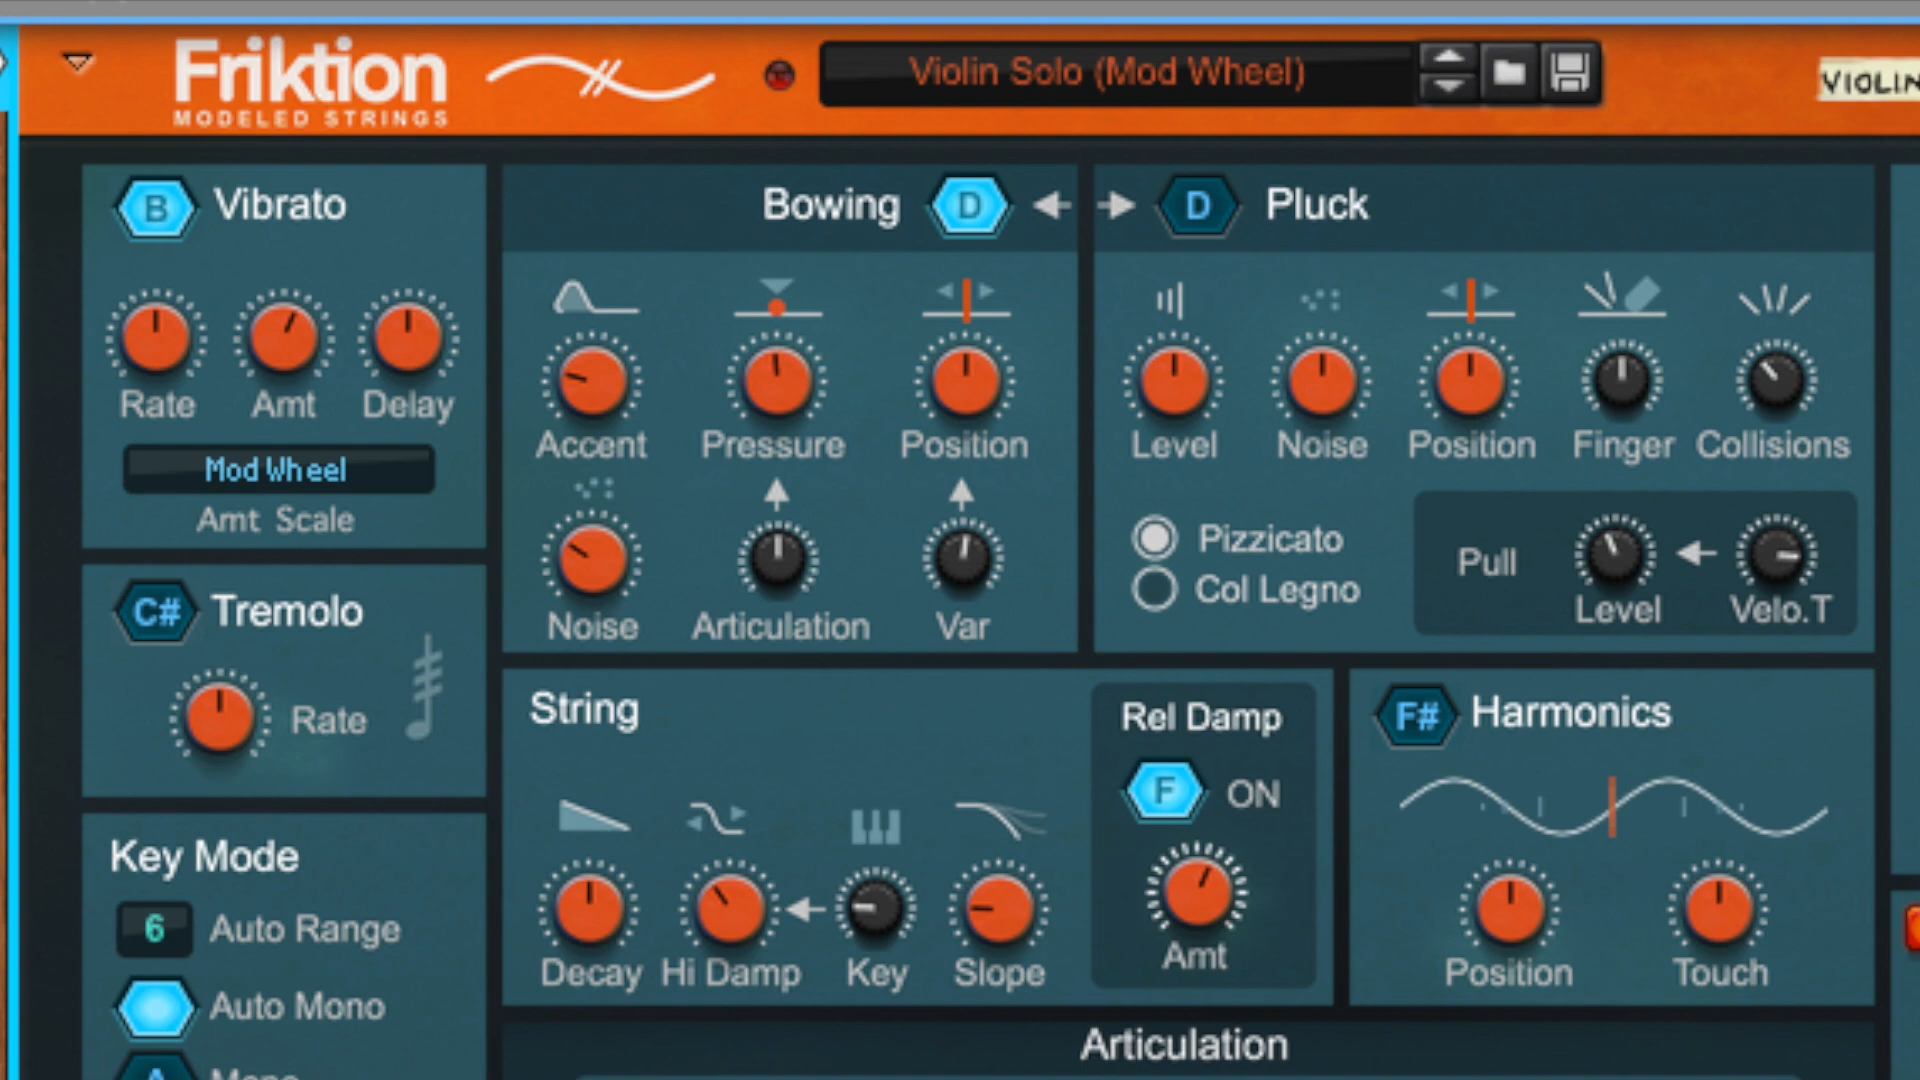 Friktion
MODELED STRINGS
Violin Solo (Mod Wheel)
VIOLIN
B Vibrato
Rate Amt Delay
Mod Wheel
Amt Scale
C# Tremolo
Rate
Key Mode
6 Auto Range
Auto Mono
A Mono
Bowing D
Accent Pressure Position
Noise Articulation Var
D Pluck
Level Noise Position Finger Collisions
Pizzicato
Col Legno
Pull Level Velo.T
String
Decay Hi Damp Key Slope
Rel Damp
F ON
Amt
F# Harmonics
Position Touch
Articulation